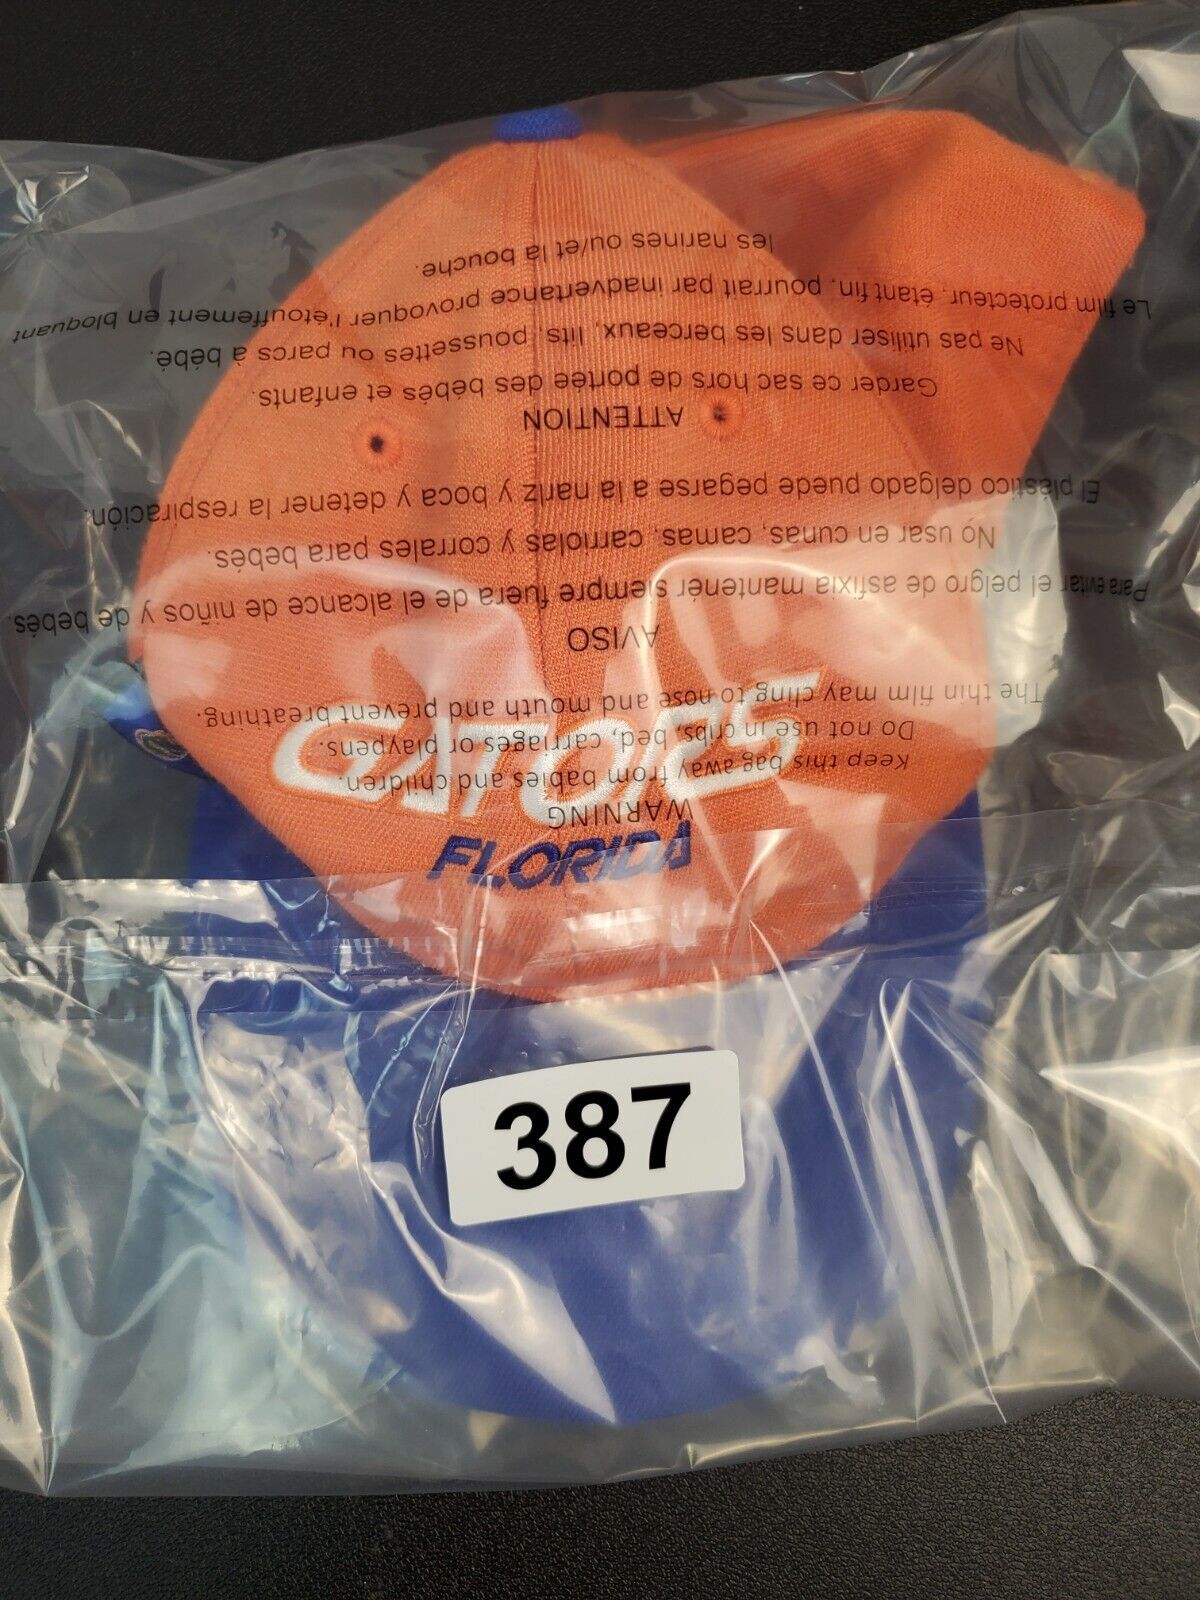 GATORS
FLORIDA
387
WARNING
Keep this bag away from babies and children.
Do not use in cribs, bed, carriages or playpens.
The thin film may cling to nose and mouth and prevent breatning.
AVISO
Para evitar el pelgro de asfixia mantenér siempre fuera de el alcance de niños y de bebés.
No usar en cunas, camas, carriolas y corrales para bebés.
El plástico delgado puede pegarse a la nariz y boca y detener la respiración.
ATTENTION
Garder ce sac hors de portée des bébés et enfants.
Ne pas utiliser dans les berceaux, lits, poussettes ou parcs à bébé.
Le film protecteur, étant fin, pourrait par inadvertance provoquer l'étouffement en bloquant
les narines ou/et la bouche.